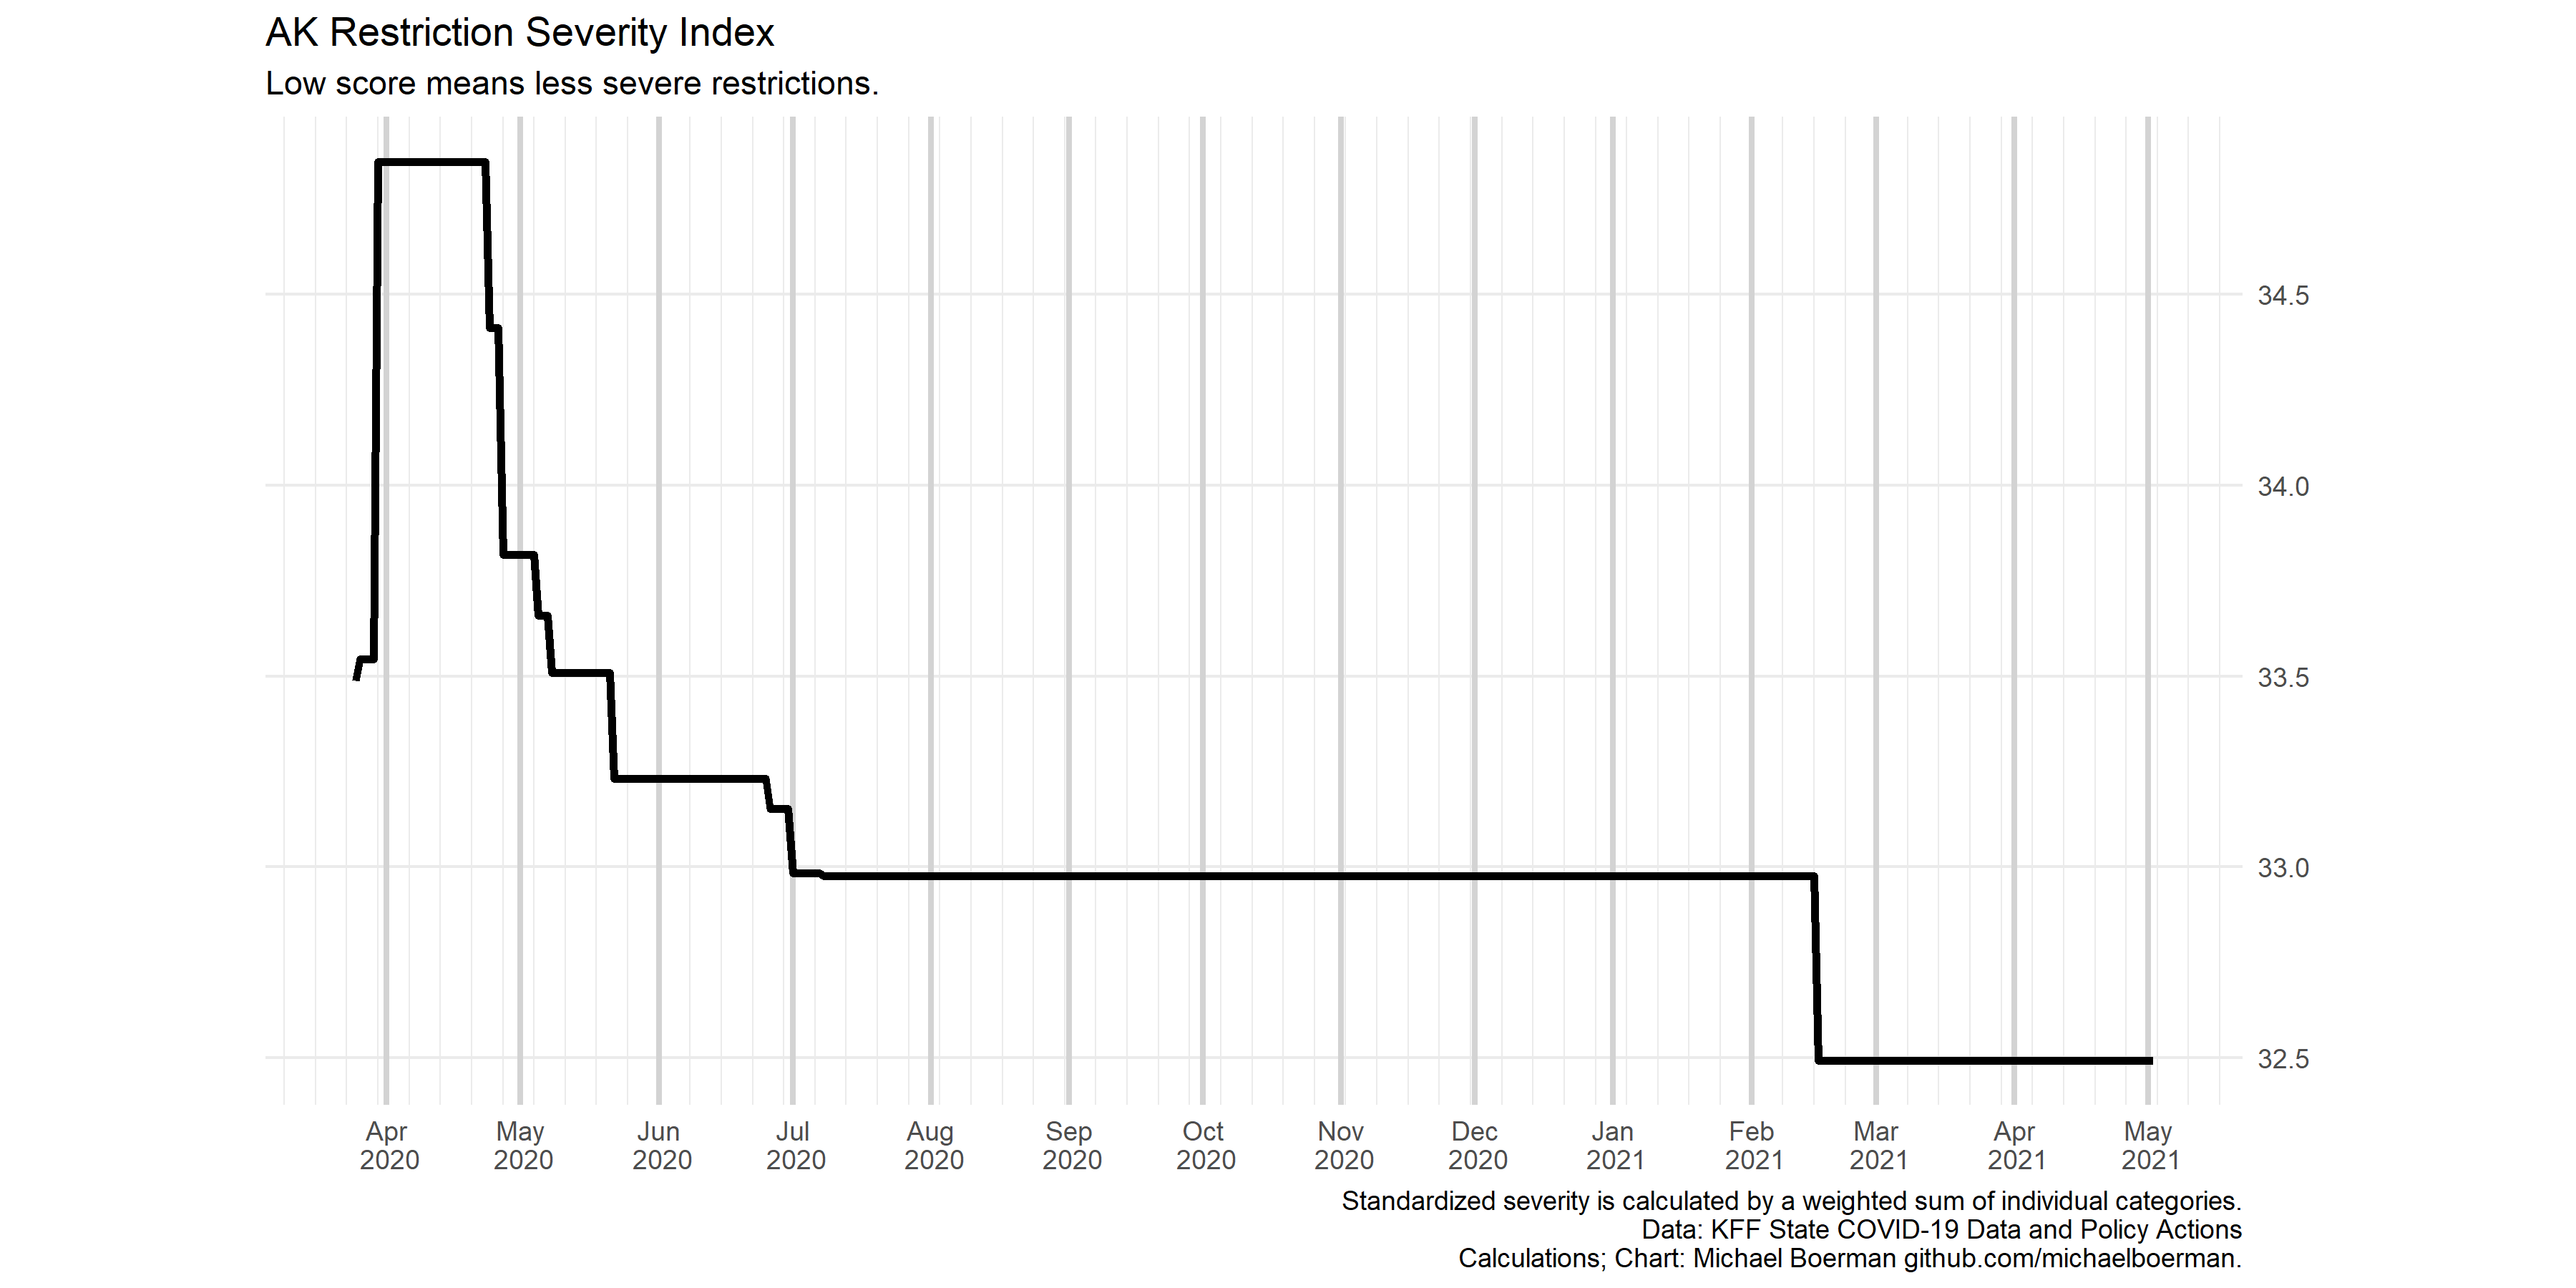 AK Restriction Severity Index
Low score means less severe restrictions.
34.5
34.0
33.5
33.0
32.5
Apr May Jun Jul Aug Sep Oct Nov Dec Jan Feb Mar Apr May
2020 2020 2020 2020 2020 2020 2020 2020 2020 2021 2021 2021 2021 2021
Standardized severity is calculated by a weighted sum of individual categories.
Data: KFF State COVID-19 Data and Policy Actions
Calculations; Chart: Michael Boerman github.com/michaelboerman.